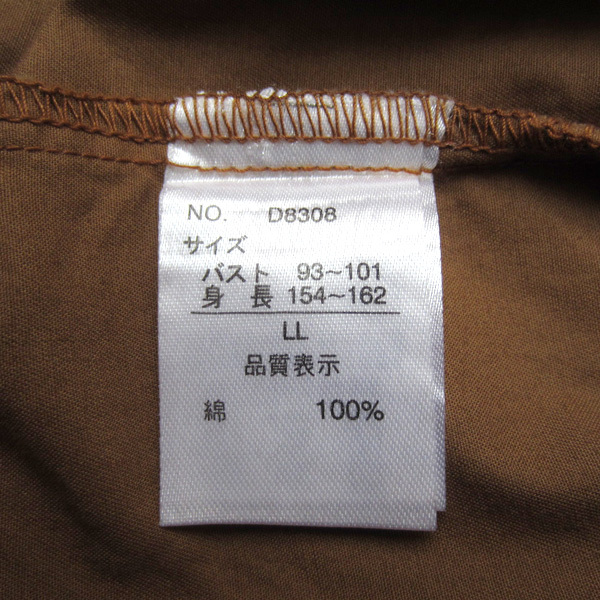 NO. D8308
サイズ
バスト 93~101
身長 154~162
LL
品質表示
綿 100%